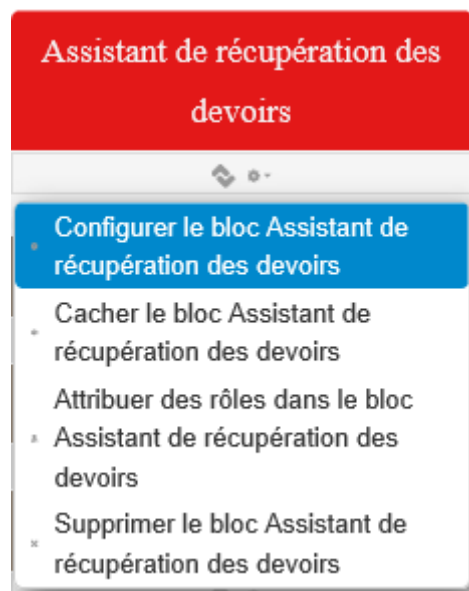 Assistant de récupération des
devoirs
Configurer le bloc Assistant de
récupération des devoirs
Cacher le bloc Assistant de
récupération des devoirs
Attribuer des rôles dans le bloc
Assistant de récupération des
devoirs
Supprimer le bloc Assistant de
récupération des devoirs